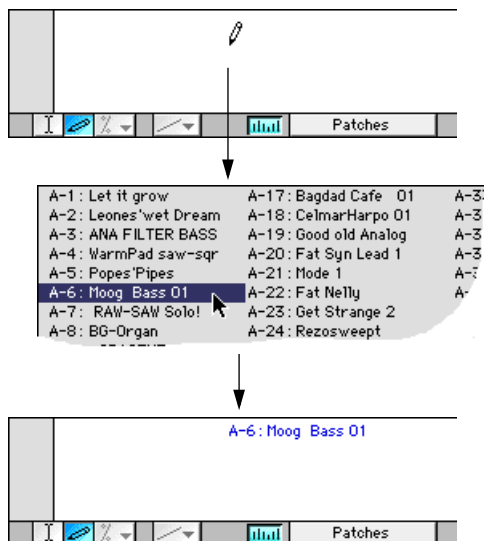 Patches
A-1: Let it grow
A-2: Leones'wet Dream
A-3: ANA FILTER BASS
A-4: WarmPad saw-sqr
A-5: Popes'Pipes
A-6: Moog Bass 01
A-7: RAW-SAW Solo!
A-8: BG-Organ
A-17: Bagdad Cafe 01
A-18: CelmarHarpo 01
A-19: Good old Analog
A-20: Fat Syn Lead 1
A-21: Mode 1
A-22: Fat Nelly
A-23: Get Strange 2
A-24: Rezosweept
A-6: Moog Bass 01
Patches